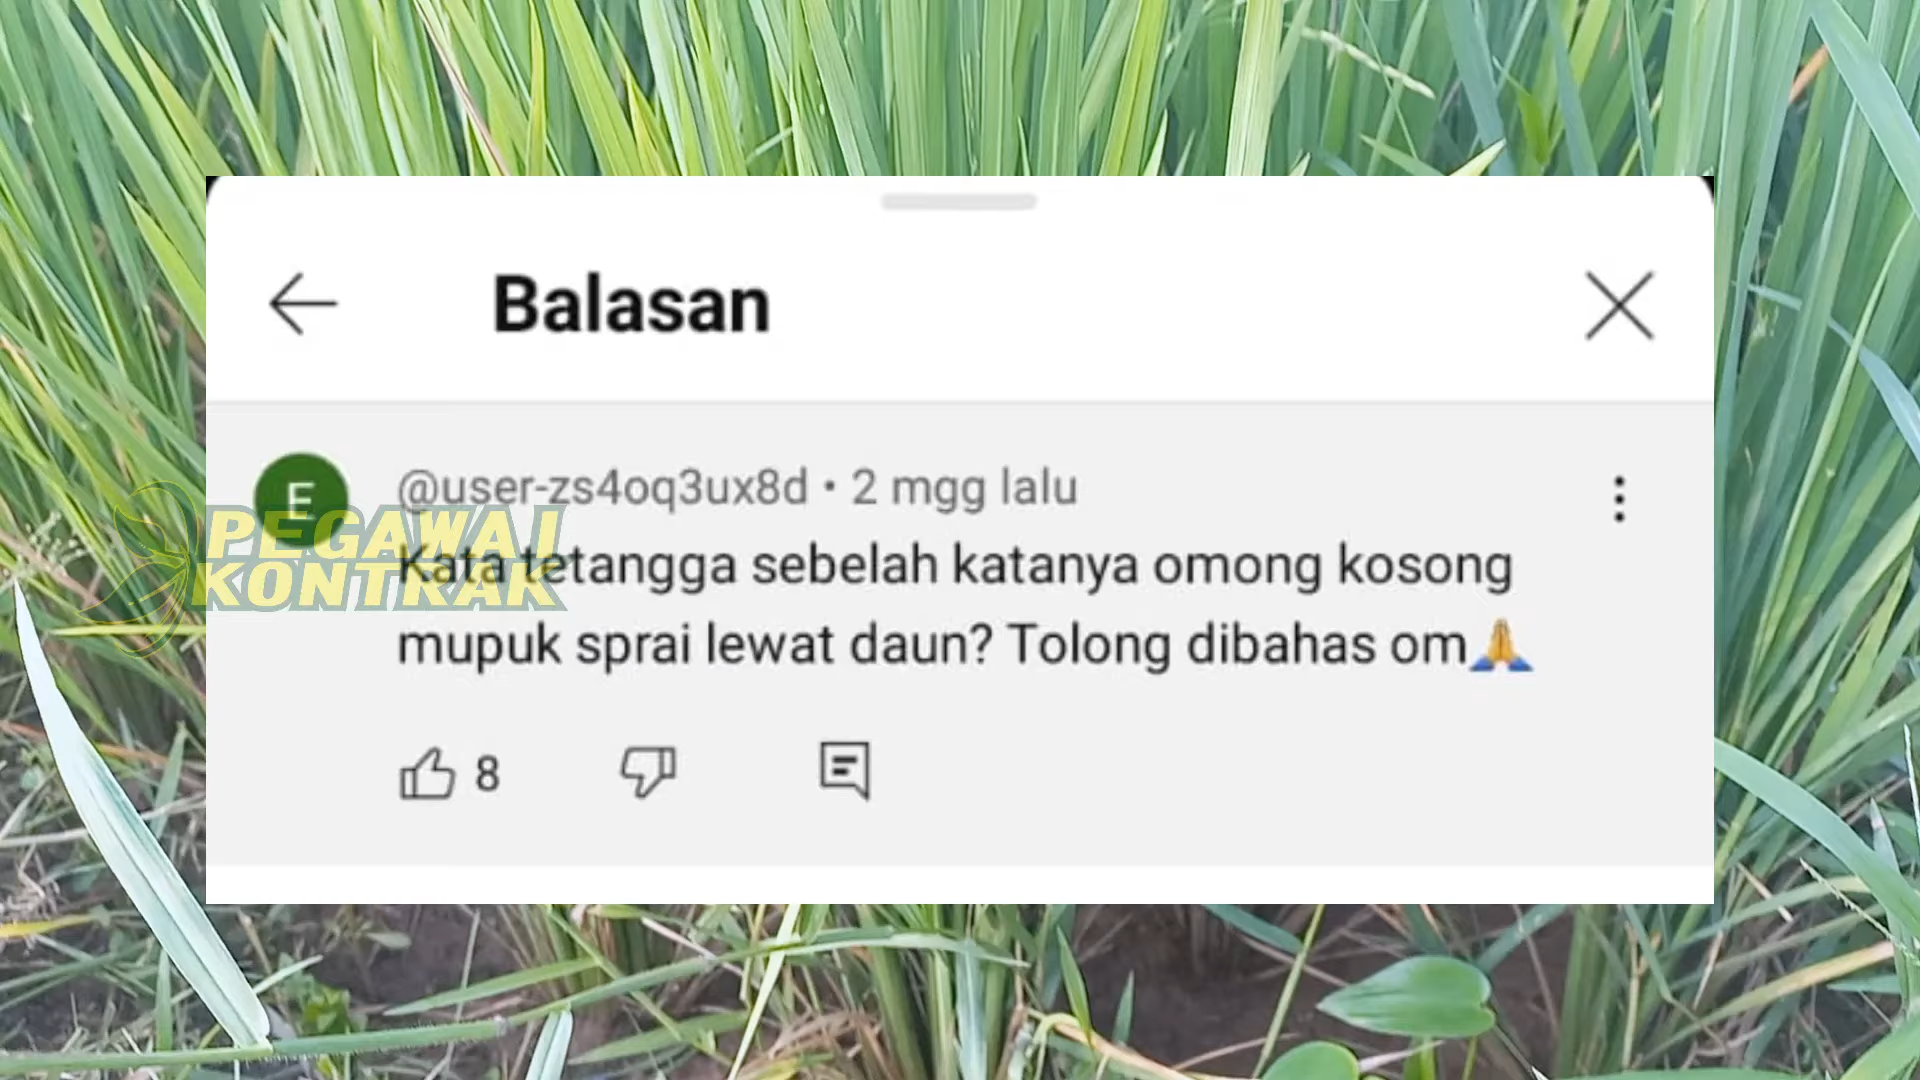 Balasan
E
@user-zs4oq3ux8d • 2 mgg lalu
PEGAWAI
KONTRAK
Kata tetangga sebelah katanya omong kosong
mupuk sprai lewat daun? Tolong dibahas om🙏
8